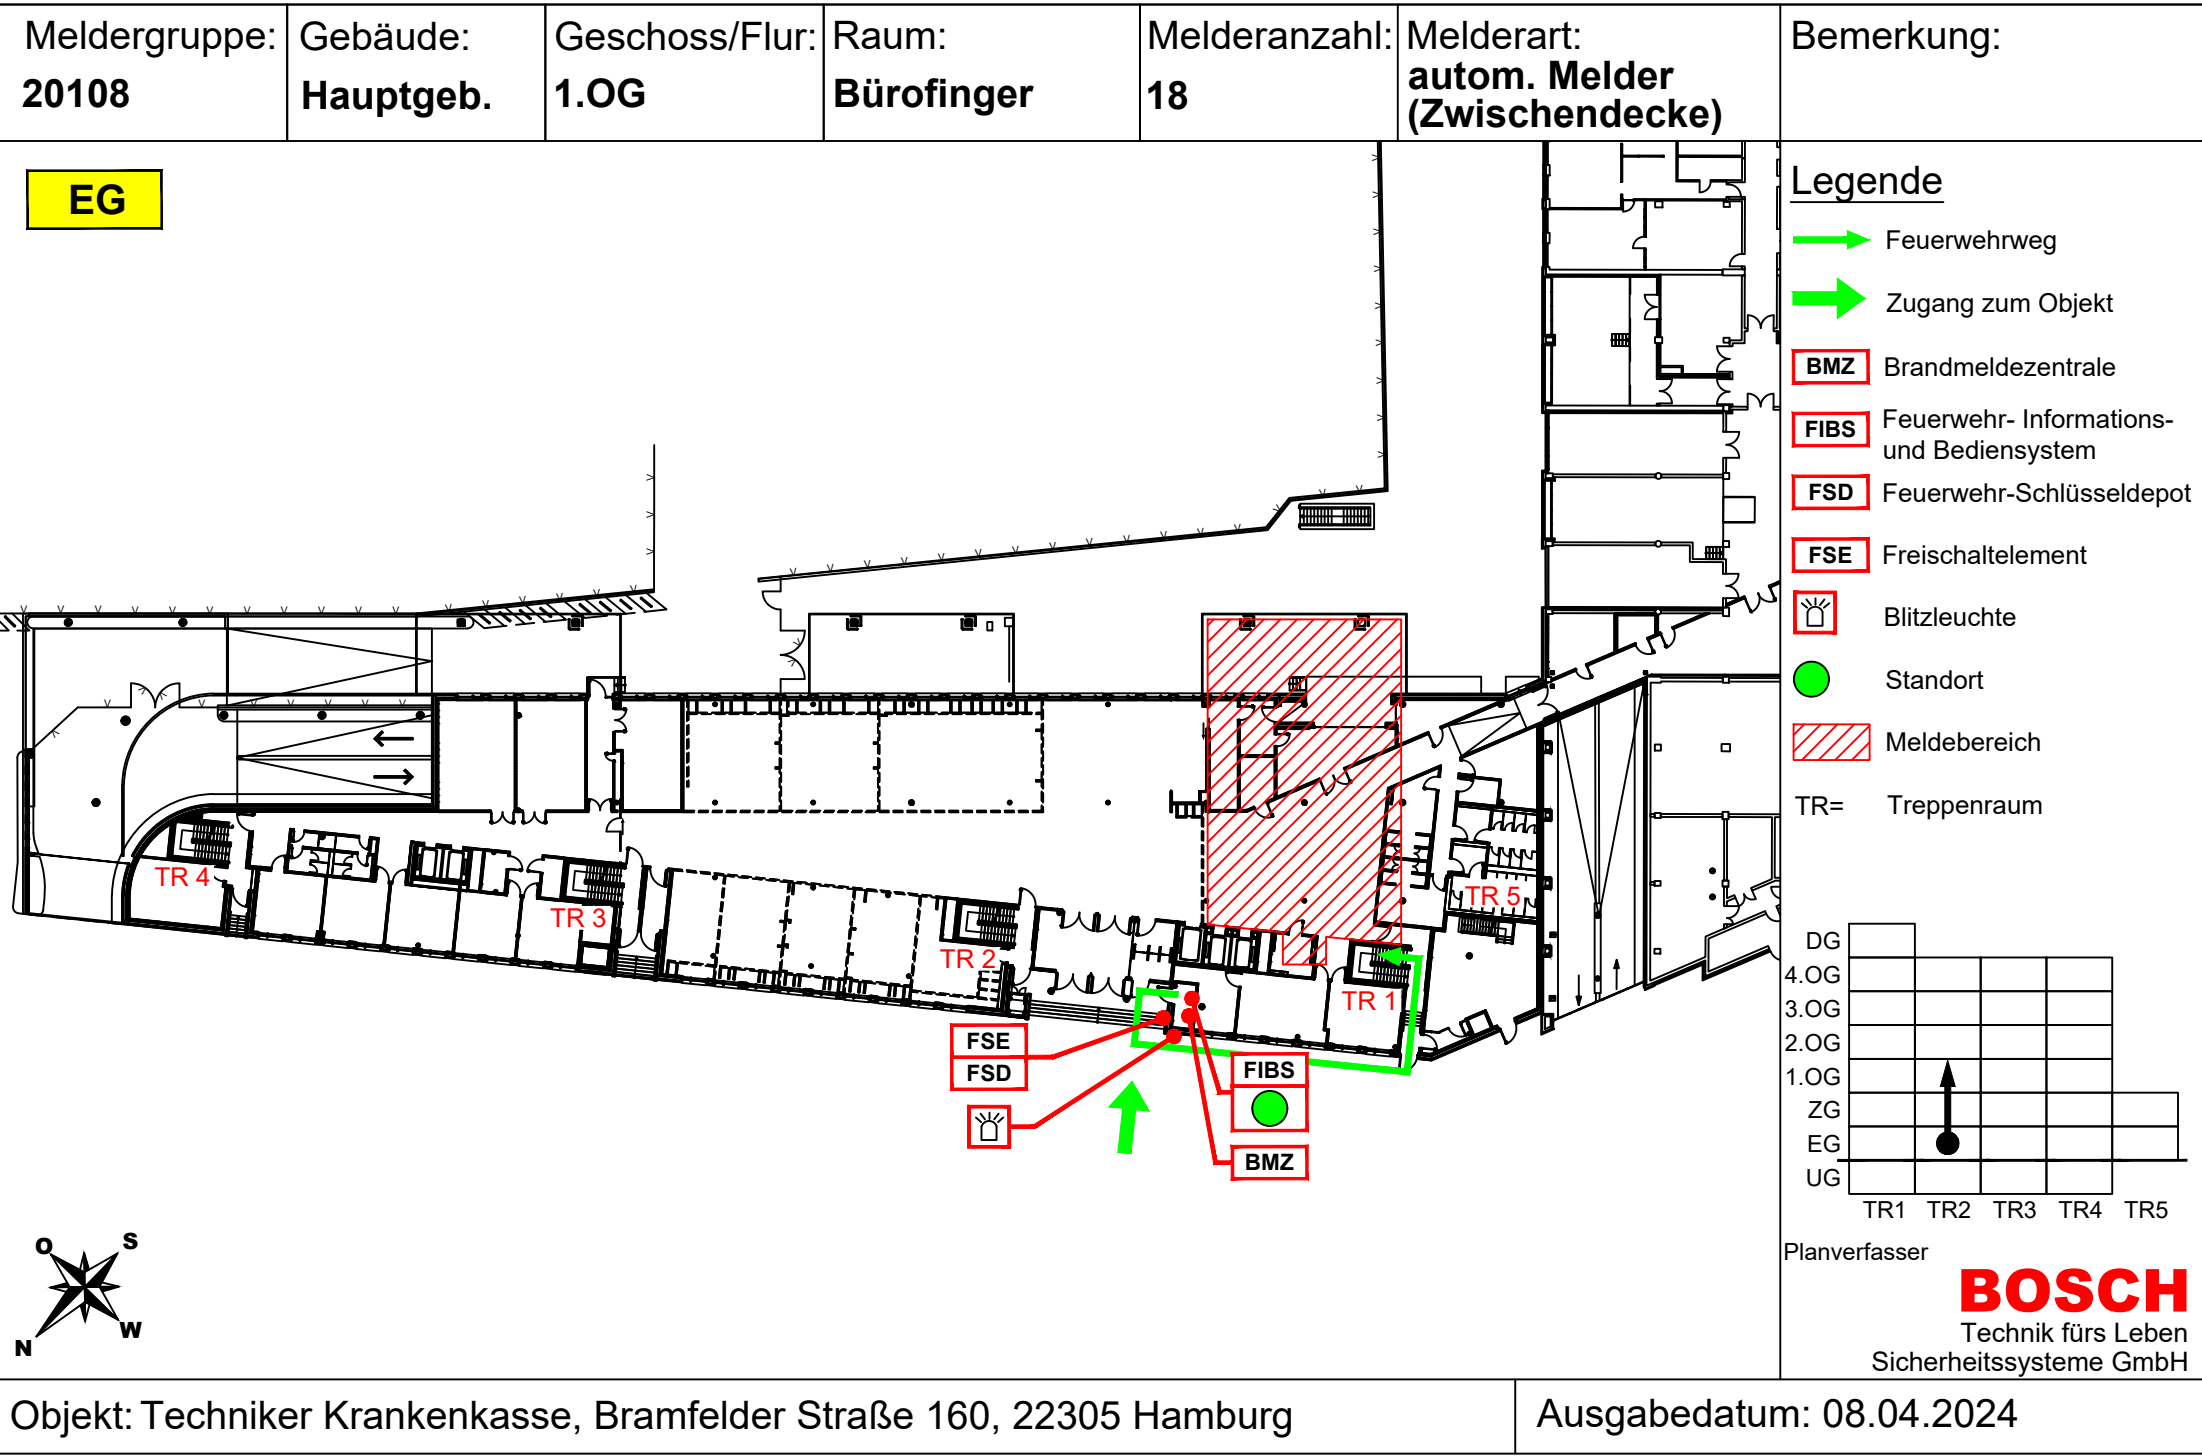 Meldergruppe:
20108
Gebäude:
Hauptgeb.
Geschoss/Flur:
1.OG
Raum:
Bürofinger
Melderanzahl:
18
Melderart:
autom. Melder
(Zwischendecke)
Bemerkung:
EG
Legende
Feuerwehrweg
Zugang zum Objekt
BMZ Brandmeldezentrale
FIBS Feuerwehr- Informations-
und Bediensystem
FSD Feuerwehr-Schlüsseldepot
FSE Freischaltelement
Blitzleuchte
Standort
Meldebereich
TR= Treppenraum
TR 4
TR 3
TR 2
TR 1
TR 5
FSE
FSD
FIBS
BMZ
DG
4.OG
3.OG
2.OG
1.OG
ZG
EG
UG
TR1 TR2 TR3 TR4 TR5
O S
N W
Planverfasser
BOSCH
Technik fürs Leben
Sicherheitssysteme GmbH
Objekt: Techniker Krankenkasse, Bramfelder Straße 160, 22305 Hamburg
Ausgabedatum: 08.04.2024